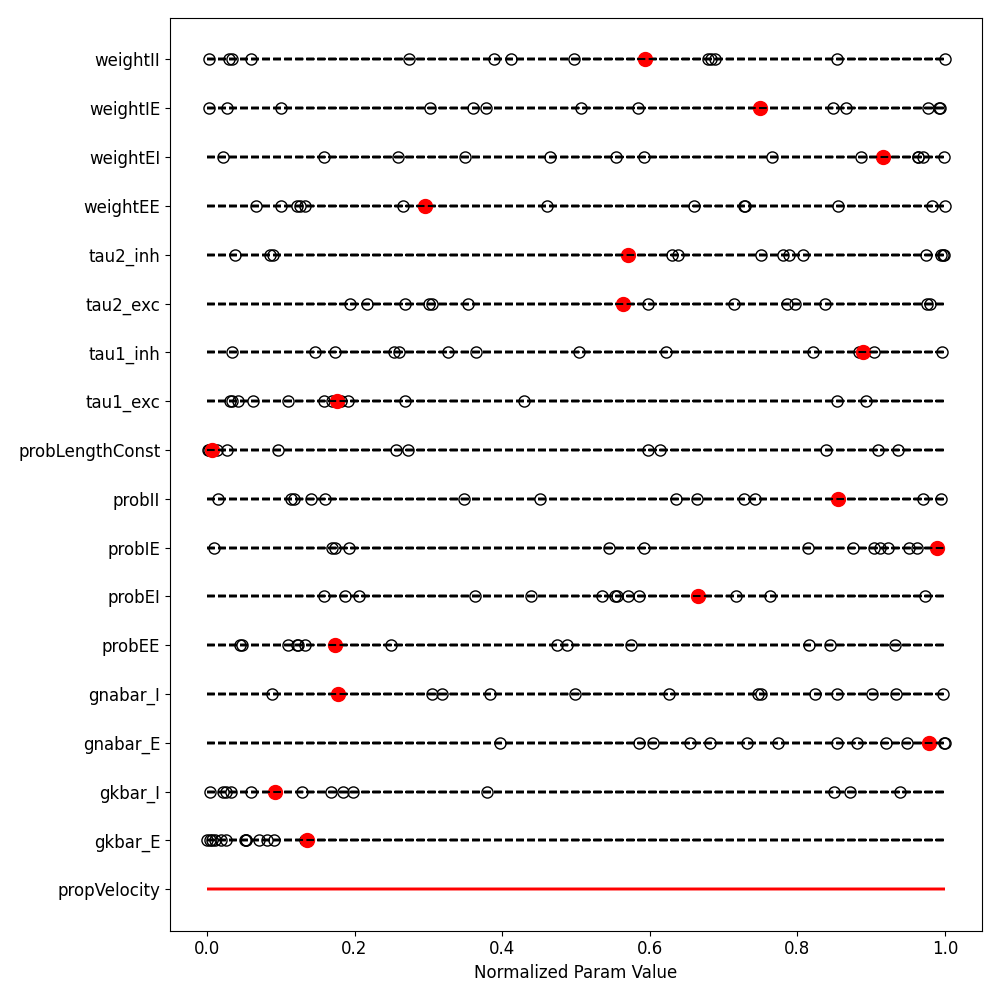 weightII
weightIE
weightEI
weightEE
tau2_inh
tau2_exc
tau1_inh
tau1_exc
probLengthConst
probII
probIE
probEI
probEE
gnabar_I
gnabar_E
gkbar_I
gkbar_E
propVelocity
0.0 0.2 0.4 0.6 0.8 1.0
Normalized Param Value